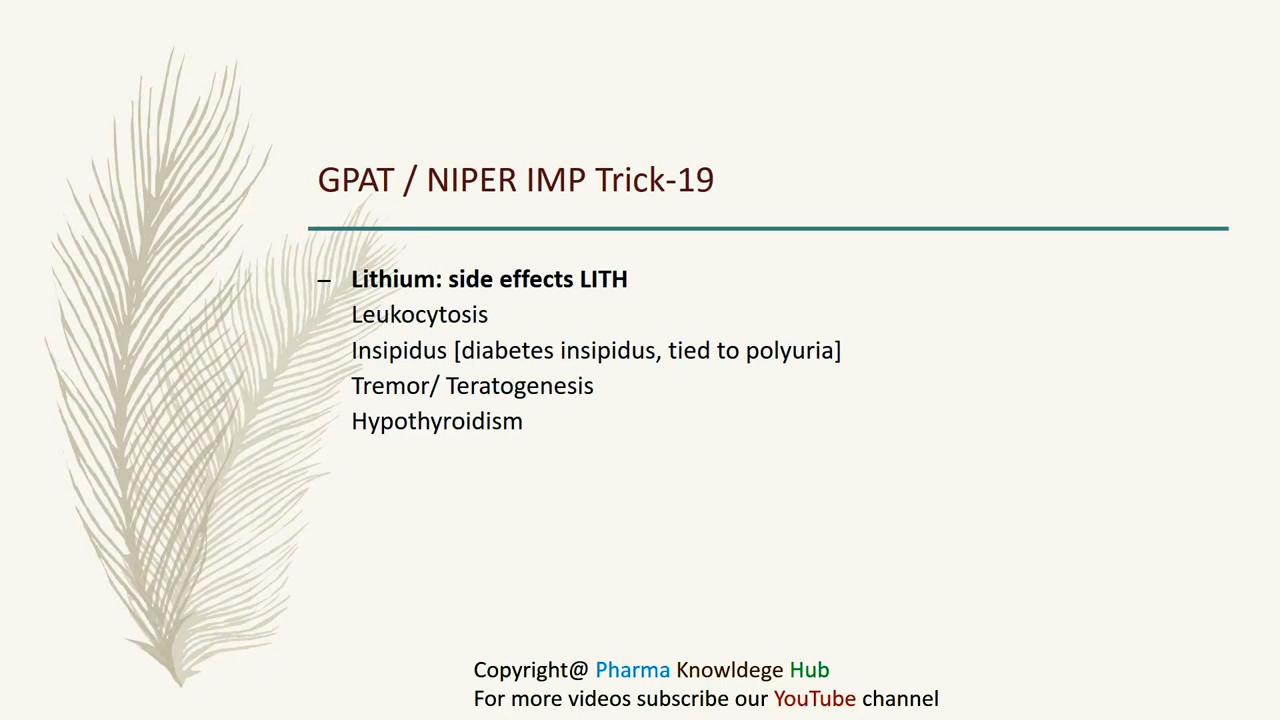 GPAT / NIPER IMP Trick-19
– Lithium: side effects LITH
Leukocytosis
Insipidus [diabetes insipidus, tied to polyuria]
Tremor/ Teratogenesis
Hypothyroidism
Copyright@ Pharma Knowldege Hub
For more videos subscribe our YouTube channel